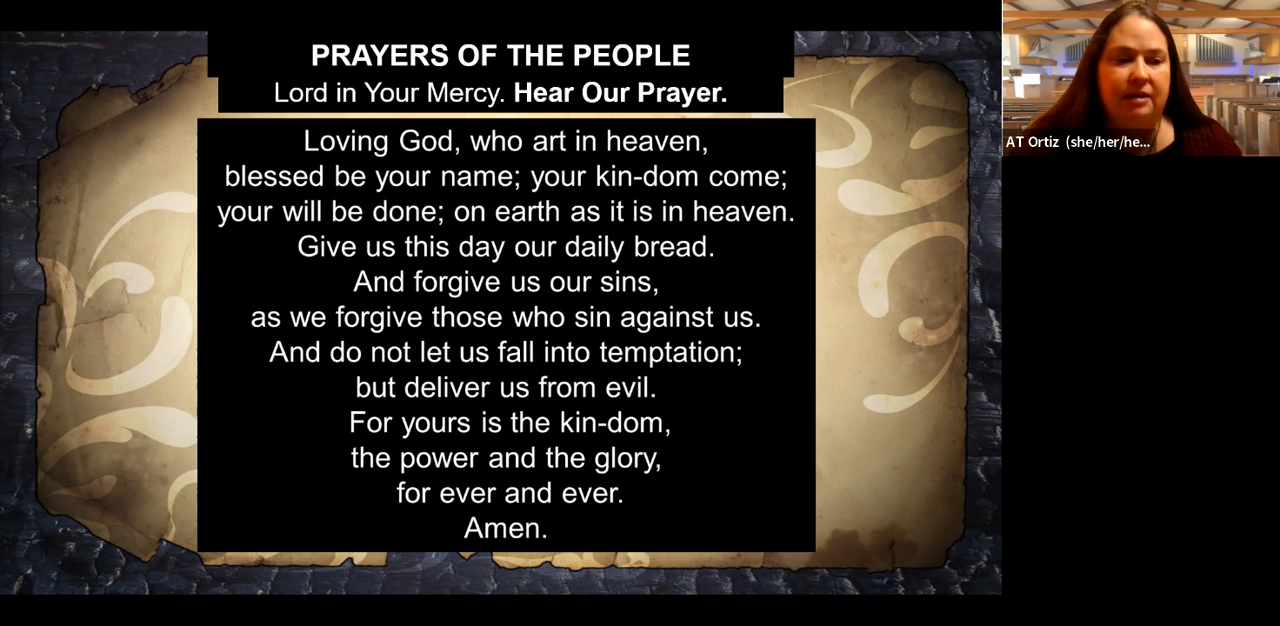 PRAYERS OF THE PEOPLE
Lord in Your Mercy. Hear Our Prayer.
Loving God, who art in heaven,
blessed be your name; your kin-dom come;
your will be done; on earth as it is in heaven.
Give us this day our daily bread.
And forgive us our sins,
as we forgive those who sin against us.
And do not let us fall into temptation;
but deliver us from evil.
For yours is the kin-dom,
the power and the glory,
for ever and ever.
Amen.
AT Ortiz (she/her/he...